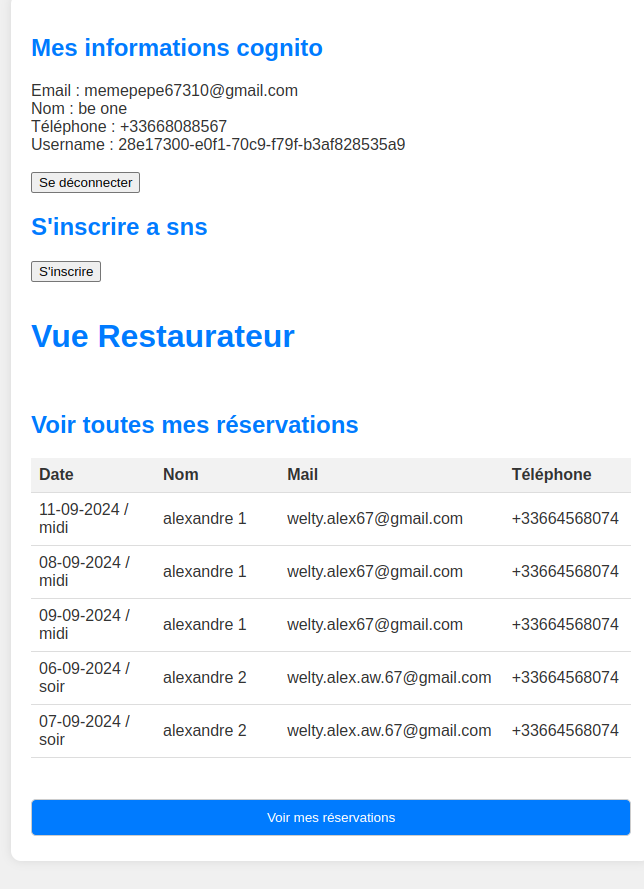 Mes informations cognito
Email : memepepe67310@gmail.com
Nom : be one
Téléphone : +33668088567
Username : 28e17300-e0f1-70c9-f79f-b3af828535a9
Se déconnecter
S'inscrire a sns
S'inscrire
Vue Restaurateur
Voir toutes mes réservations
Date Nom Mail Téléphone
11-09-2024 /
midi alexandre 1 welty.alex67@gmail.com +33664568074
08-09-2024 /
midi alexandre 1 welty.alex67@gmail.com +33664568074
09-09-2024 /
midi alexandre 1 welty.alex67@gmail.com +33664568074
06-09-2024 /
soir alexandre 2 welty.alex.aw.67@gmail.com +33664568074
07-09-2024 /
soir alexandre 2 welty.alex.aw.67@gmail.com +33664568074
Voir mes réservations